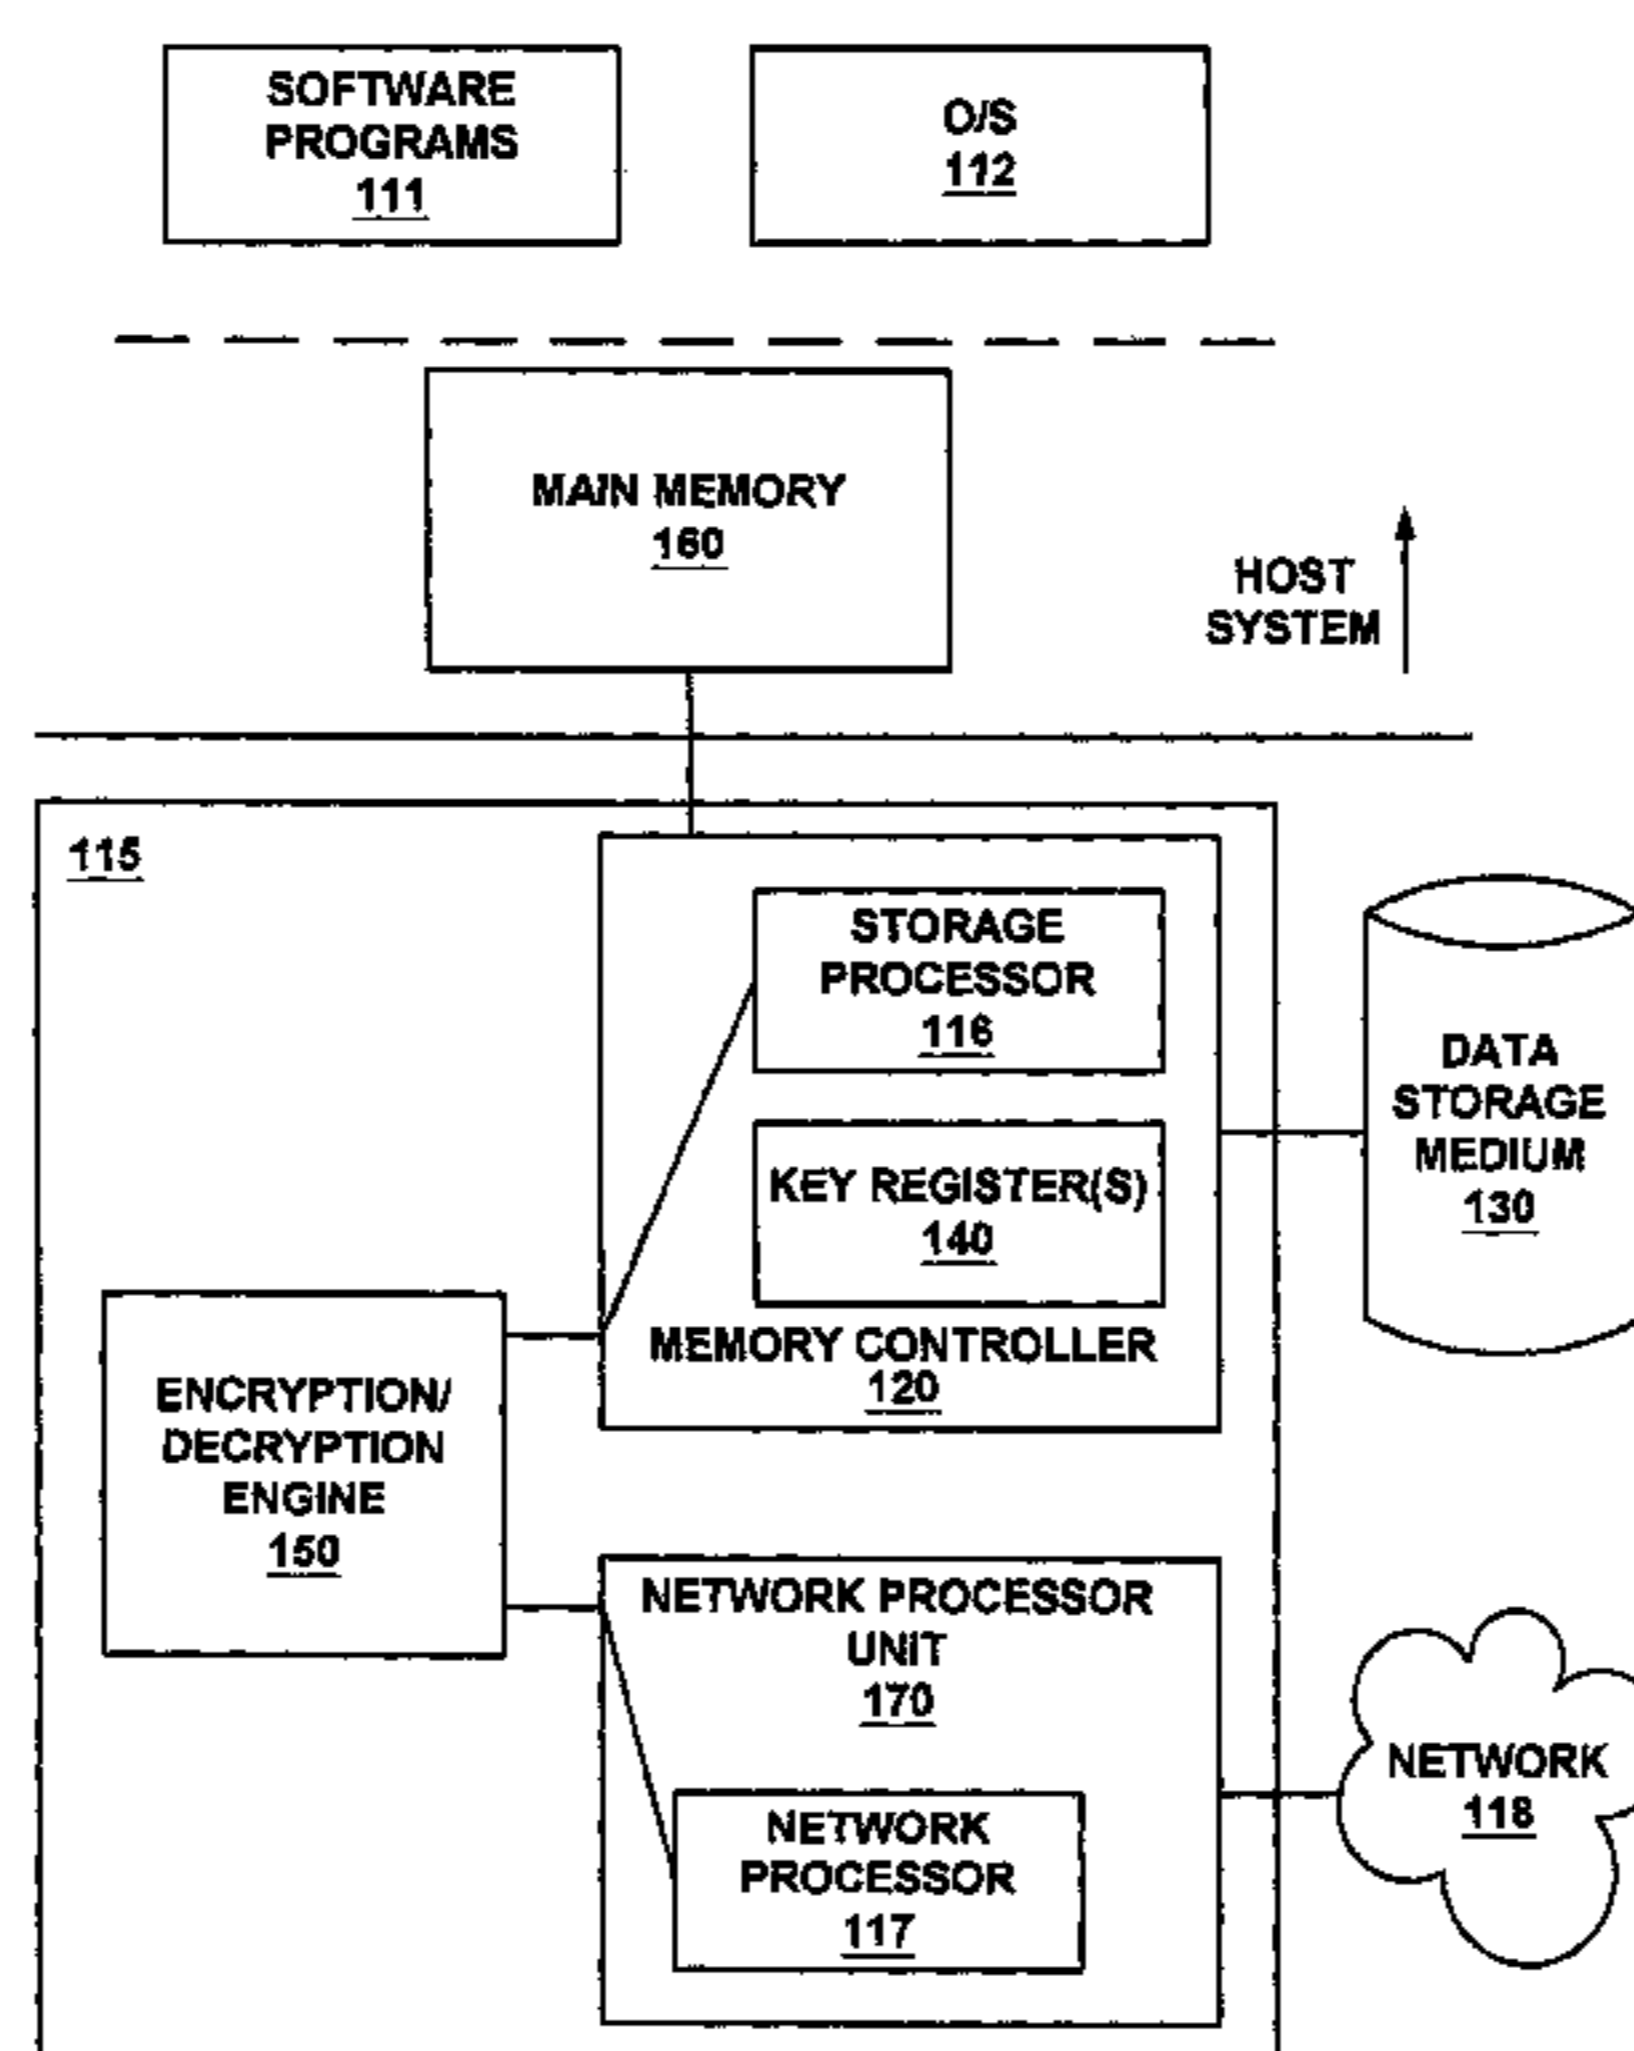 SOFTWARE
PROGRAMS
111
O/S
112
MAIN MEMORY
160
HOST
SYSTEM
115
STORAGE
PROCESSOR
116
KEY REGISTER(S)
140
MEMORY CONTROLLER
120
DATA
STORAGE
MEDIUM
130
ENCRYPTION/
DECRYPTION
ENGINE
150
NETWORK PROCESSOR
UNIT
170
NETWORK
PROCESSOR
117
NETWORK
118